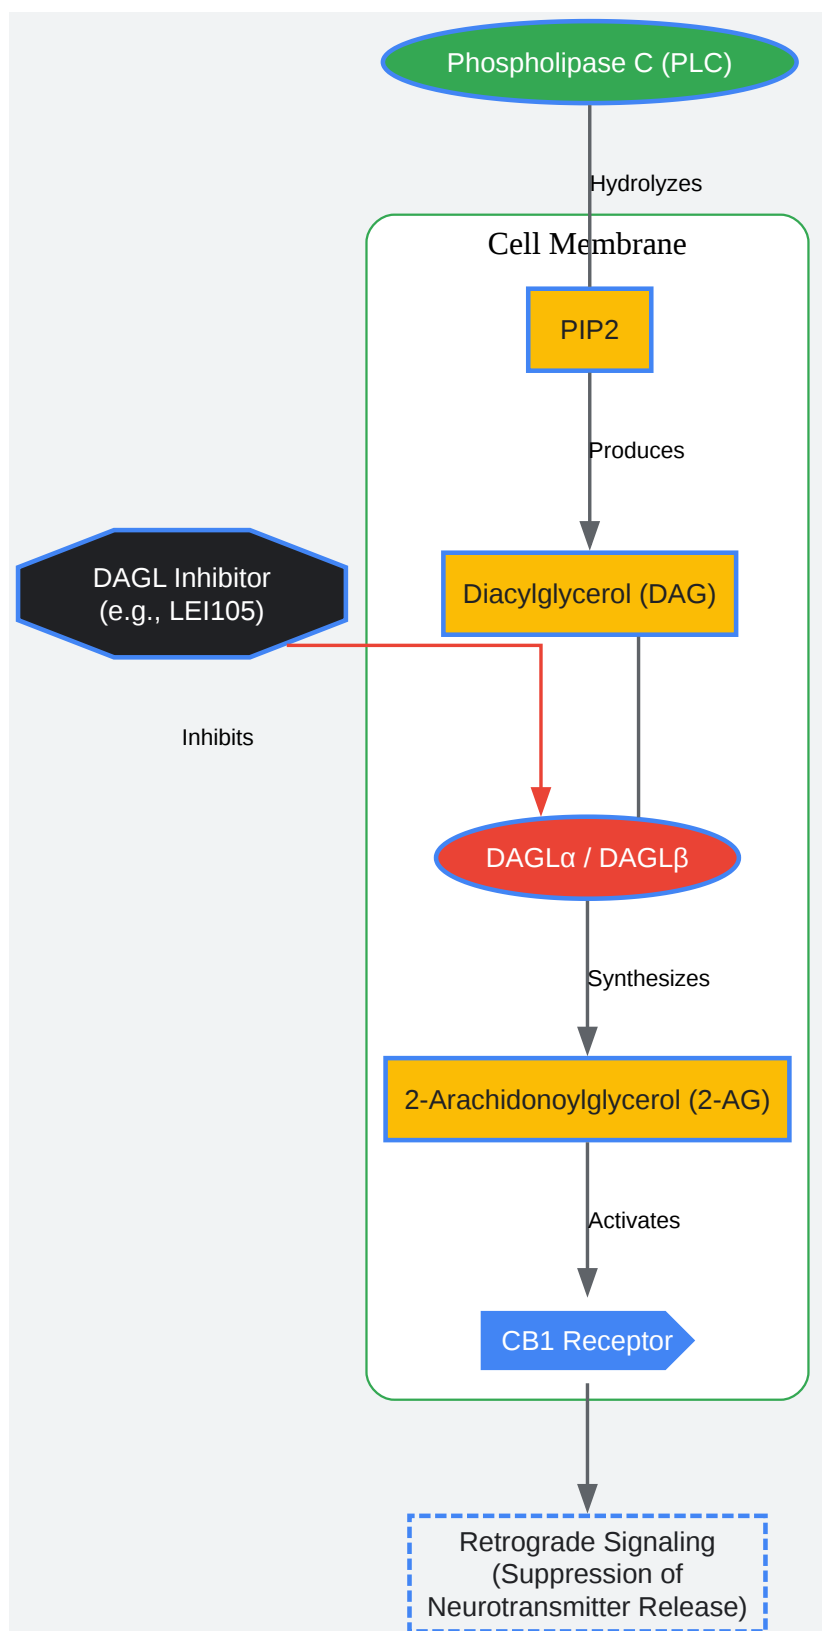 Phospholipase C (PLC)
Hydrolyzes
Cell Membrane
PIP2
Produces
DAGL Inhibitor
(e.g., LEI105)
Diacylglycerol (DAG)
Inhibits
DAGLα / DAGLβ
Synthesizes
2-Arachidonoylglycerol (2-AG)
Activates
CB1 Receptor
Retrograde Signaling
(Suppression of
Neurotransmitter Release)